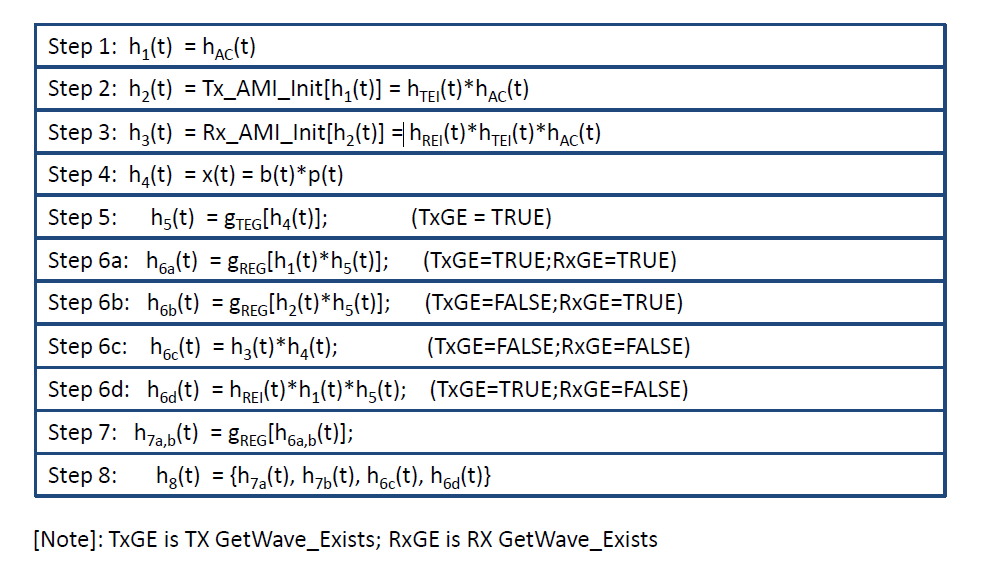 Step 1: h1(t) = hAC(t)
Step 2: h2(t) = Tx_AMI_Init[h1(t)] = hTEI(t)*hAC(t)
Step 3: h3(t) = Rx_AMI_Init[h2(t)] = hREI(t)*hTEI(t)*hAC(t)
Step 4: h4(t) = x(t) = b(t)*p(t)
Step 5: h5(t) = gTEG[h4(t)]; (TxGE = TRUE)
Step 6a: h6a(t) = gREG[h1(t)*h5(t)]; (TxGE=TRUE;RxGE=TRUE)
Step 6b: h6b(t) = gREG[h2(t)*h5(t)]; (TxGE=FALSE;RxGE=TRUE)
Step 6c: h6c(t) = h3(t)*h4(t); (TxGE=FALSE;RxGE=FALSE)
Step 6d: h6d(t) = hREI(t)*h1(t)*h5(t); (TxGE=TRUE;RxGE=FALSE)
Step 7: h7a,b(t) = gREG[h6a,b(t)];
Step 8: h8(t) = {h7a(t), h7b(t), h6c(t), h6d(t)}
[Note]: TxGE is TX GetWave_Exists; RxGE is RX GetWave_Exists